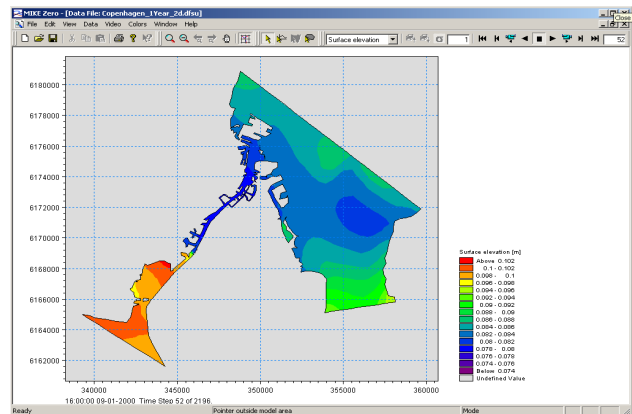 MIKE Zero - [Data File: Copenhagen_1Year_2d.dfsu]
Close
File Edit View Data Video Colors Window Help
Surface elevation
1
52
6180000
6178000
6176000
6174000
6172000
6170000
6168000
6166000
6164000
6162000
340000 345000 350000 355000 360000
Surface elevation [m]
Above 0.102
0.1 - 0.102
0.098 - 0.1
0.096 - 0.098
0.094 - 0.096
0.092 - 0.094
0.09 - 0.092
0.088 - 0.09
0.086 - 0.088
0.084 - 0.086
0.082 - 0.084
0.08 - 0.082
0.078 - 0.08
0.076 - 0.078
0.074 - 0.076
Below 0.074
Undefined Value
16:00:00 09-01-2000 Time Step 52 of 2196.
Ready Pointer outside model area Mode